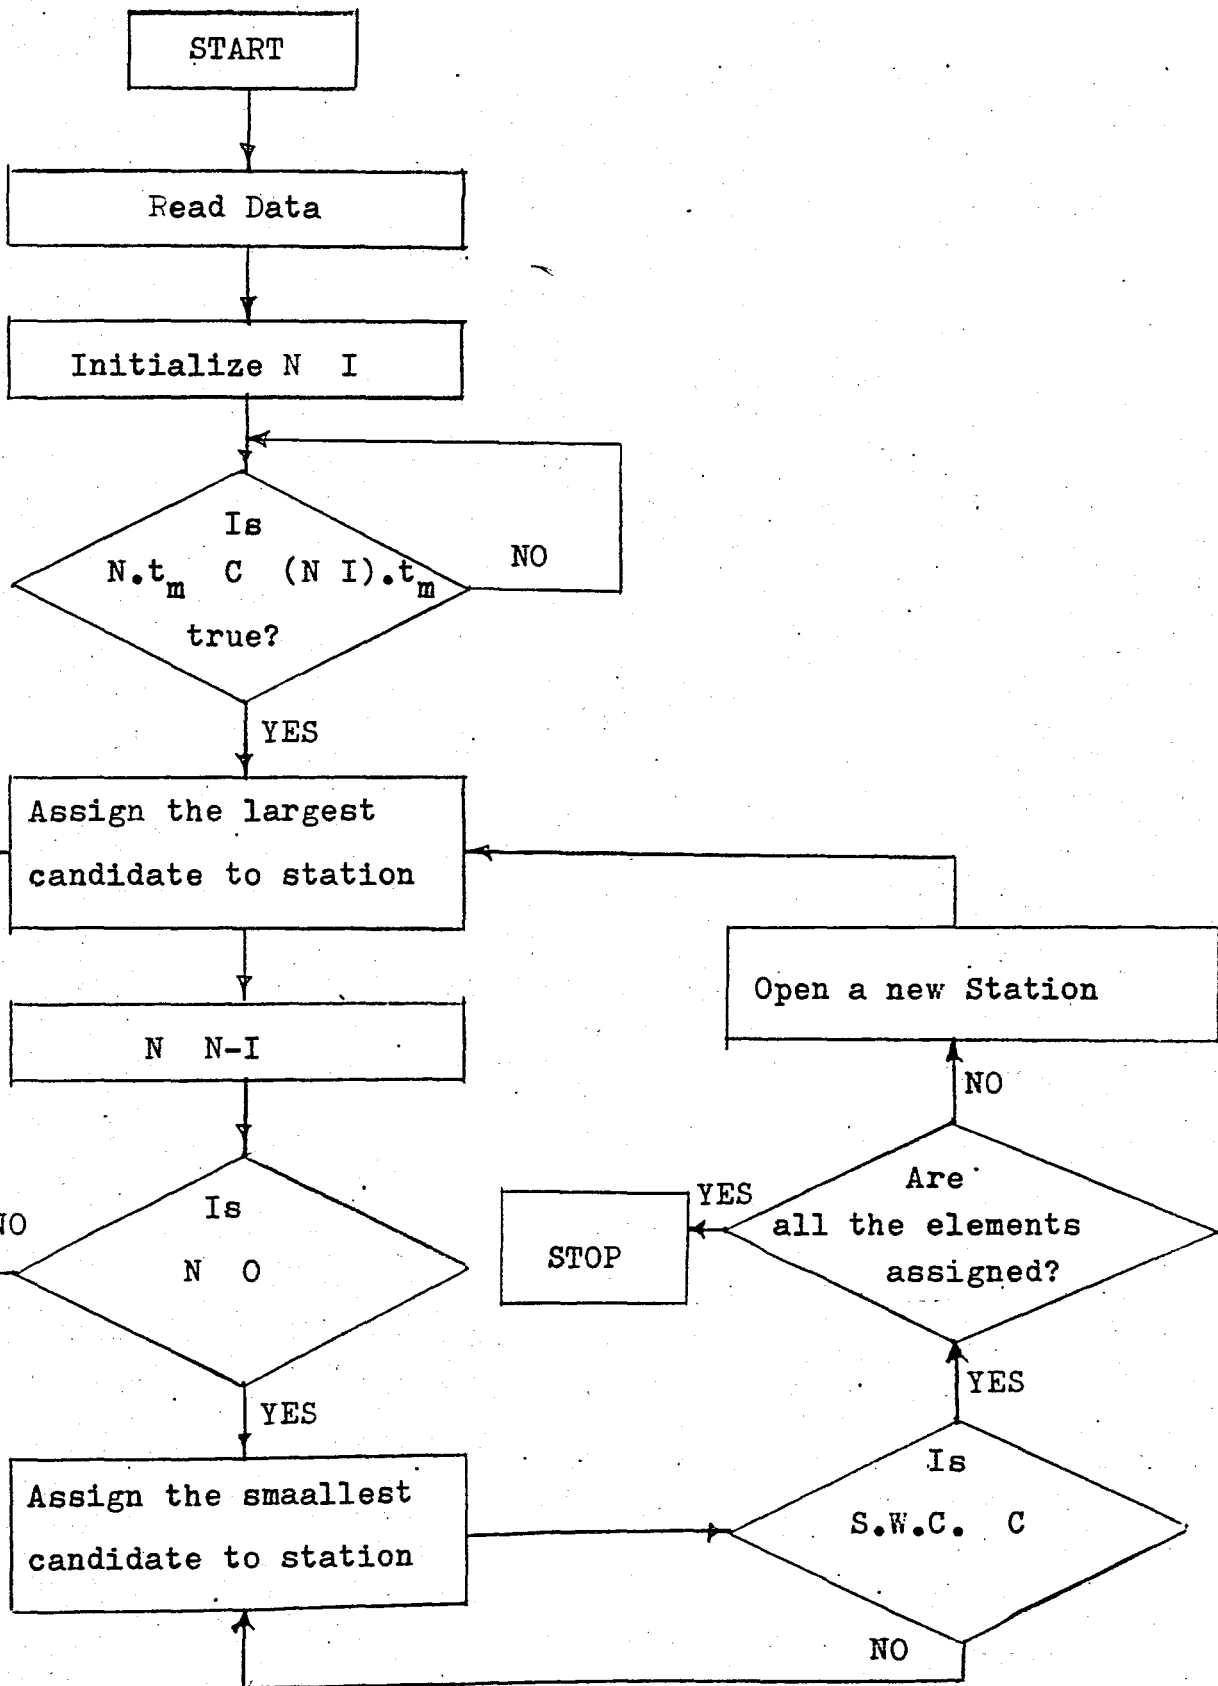 START
Read Data
Initialize N I
Is
N.tm C (N I).tm
true?
NO
YES
Assign the largest
candidate to station
N N-I
Is
N O
NO
YES
Assign the smaallest
candidate to station
Is
S.W.C. C
NO
YES
Are
all the elements
assigned?
YES
STOP
NO
Open a new Station